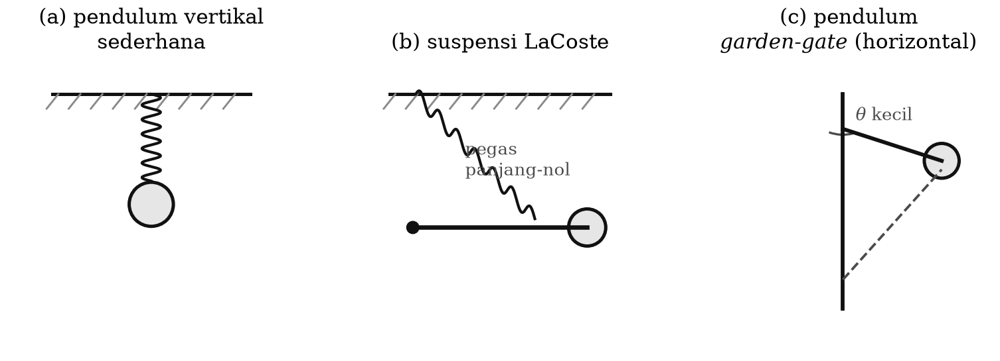 (a) pendulum vertikal
sederhana
(b) suspensi LaCoste
pegas
panjang-nol
(c) pendulum
garden-gate (horizontal)
θ kecil